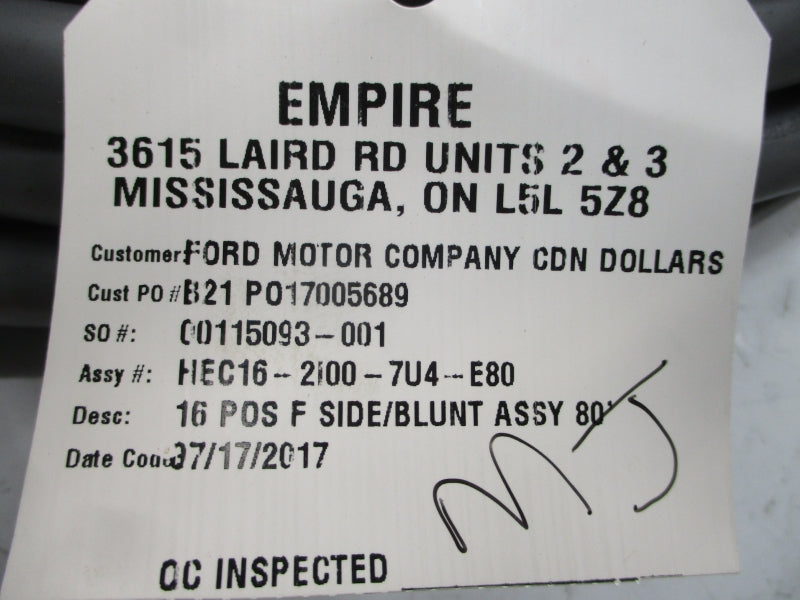 EMPIRE
3615 LAIRD RD UNITS 2 & 3
MISSISSAUGA, ON L5L 5Z8
Customer: FORD MOTOR COMPANY CDN DOLLARS
Cust PO # B21 PO17005689
SO #: 00115093-001
Assy #: HEC16-2I00-7U4-E80
Desc: 16 POS F SIDE/BLUNT ASSY 80'
Date Code 07/17/2017
MJ
QC INSPECTED